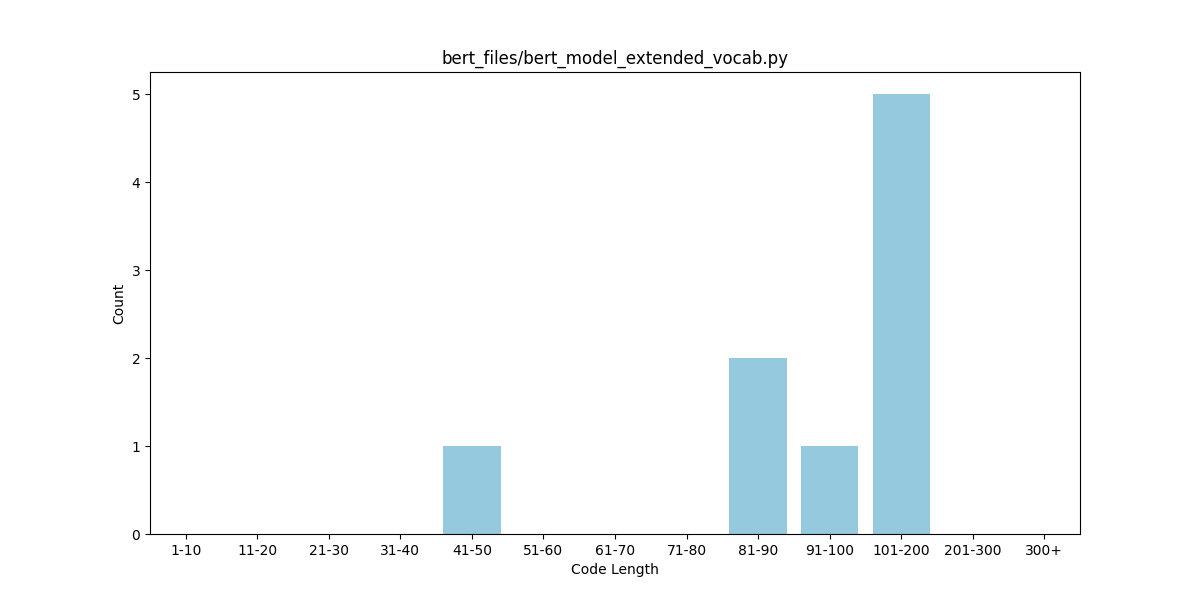 bert_files/bert_model_extended_vocab.py
5
4
3
2
1
0
Count
1-10 11-20 21-30 31-40 41-50 51-60 61-70 71-80 81-90 91-100 101-200 201-300 300+
Code Length